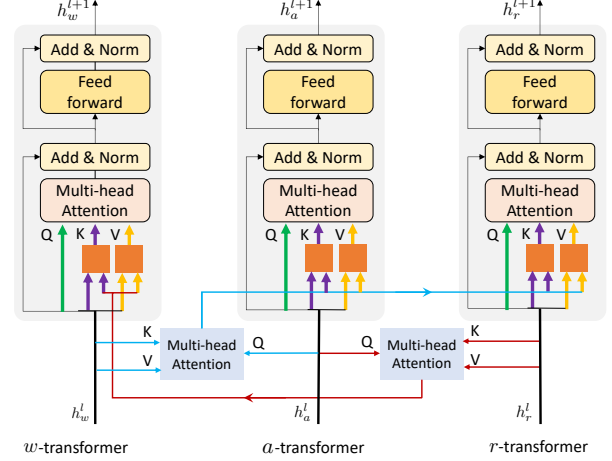 h_w^{l+1} h_a^{l+1} h_r^{l+1}
Add & Norm Add & Norm Add & Norm
Feed Feed Feed
forward forward forward
Add & Norm Add & Norm Add & Norm
Multi-head Multi-head Multi-head
Attention Attention Attention
Q K V Q K V Q K V
K Q Q K
Multi-head Multi-head
Attention Attention
V V
h_w^l h_a^l h_r^l
w-transformer a-transformer r-transformer